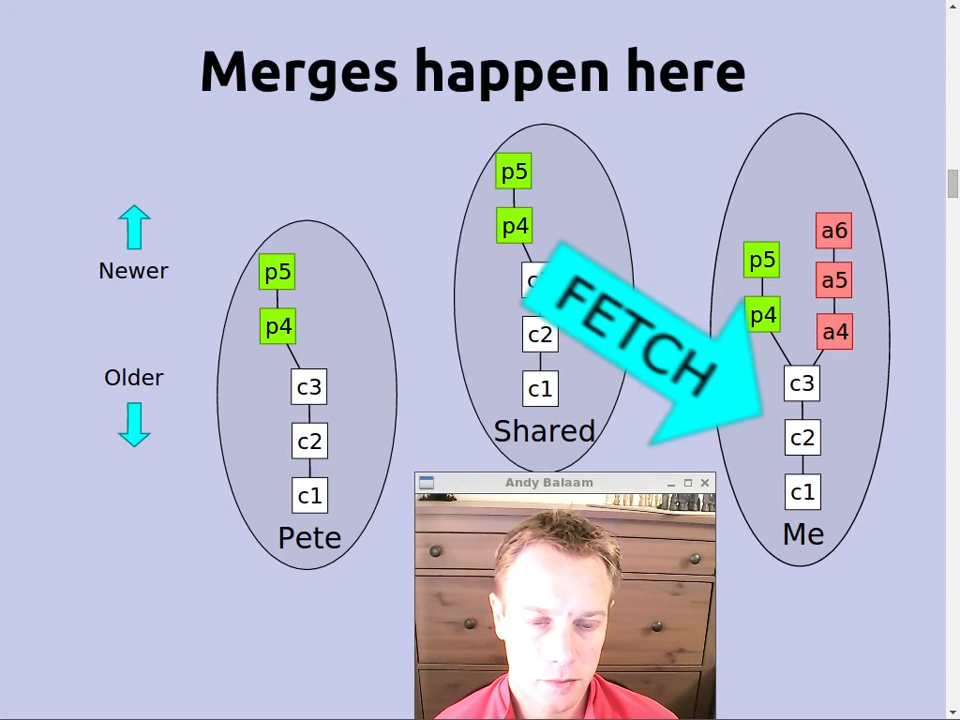 Merges happen here
Newer
Older
p5
p4
c3
c2
c1
Pete
p5
p4
c2
c1
Shared
FETCH
p5
p4
a6
a5
a4
c3
c2
c1
Me
Andy Balaam